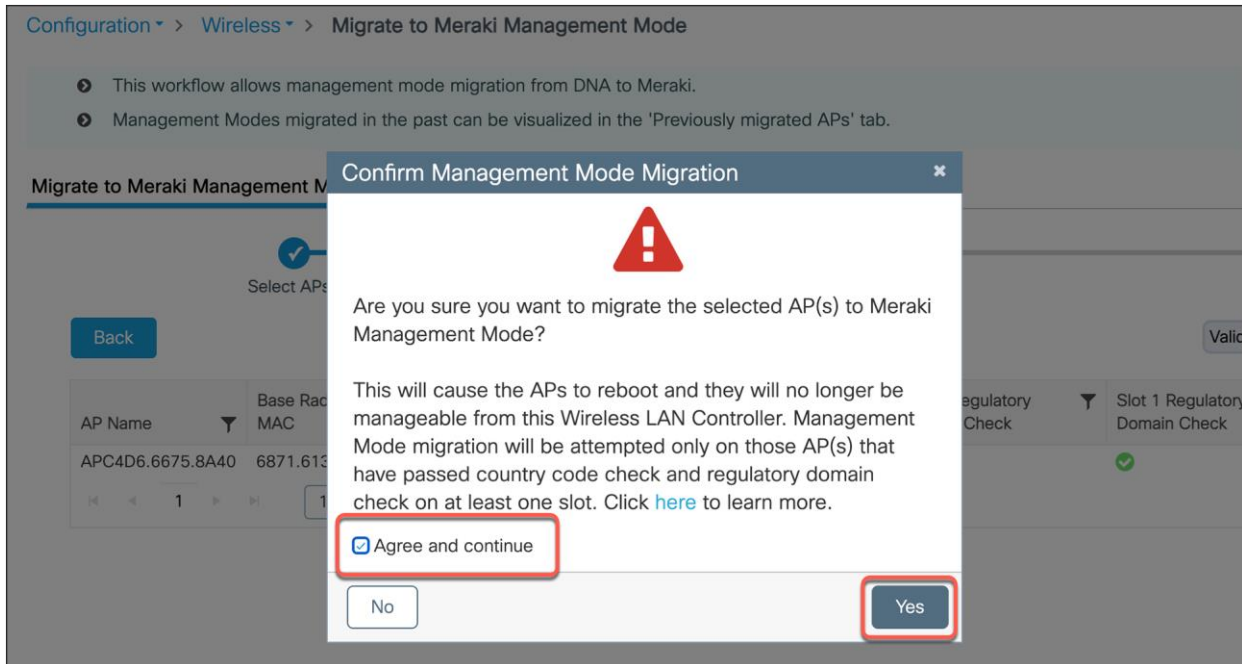 Configuration > Wireless > Migrate to Meraki Management Mode
This workflow allows management mode migration from DNA to Meraki.
Management Modes migrated in the past can be visualized in the 'Previously migrated APs' tab.
Migrate to Meraki Management
Confirm Management Mode Migration
Select APs
Are you sure you want to migrate the selected AP(s) to Meraki
Management Mode?
Back
This will cause the APs to reboot and they will no longer be
manageable from this Wireless LAN Controller. Management
Mode migration will be attempted only on those AP(s) that
have passed country code check and regulatory domain
check on at least one slot. Click here to learn more.
AP Name
Base
MAC
Check
Slot 1 Regulatory
Domain Check
APC4D6.6675.8A40 6871.613
1
Agree and continue
No
Yes